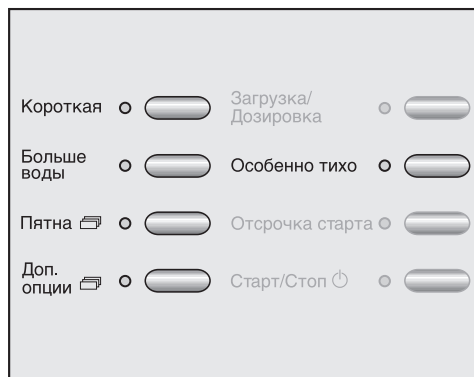 Короткая
Загрузка/
Дозировка
Больше
воды
Особенно тихо
Пятна
Отсрочка старта
Доп.
опции
Старт/Стоп